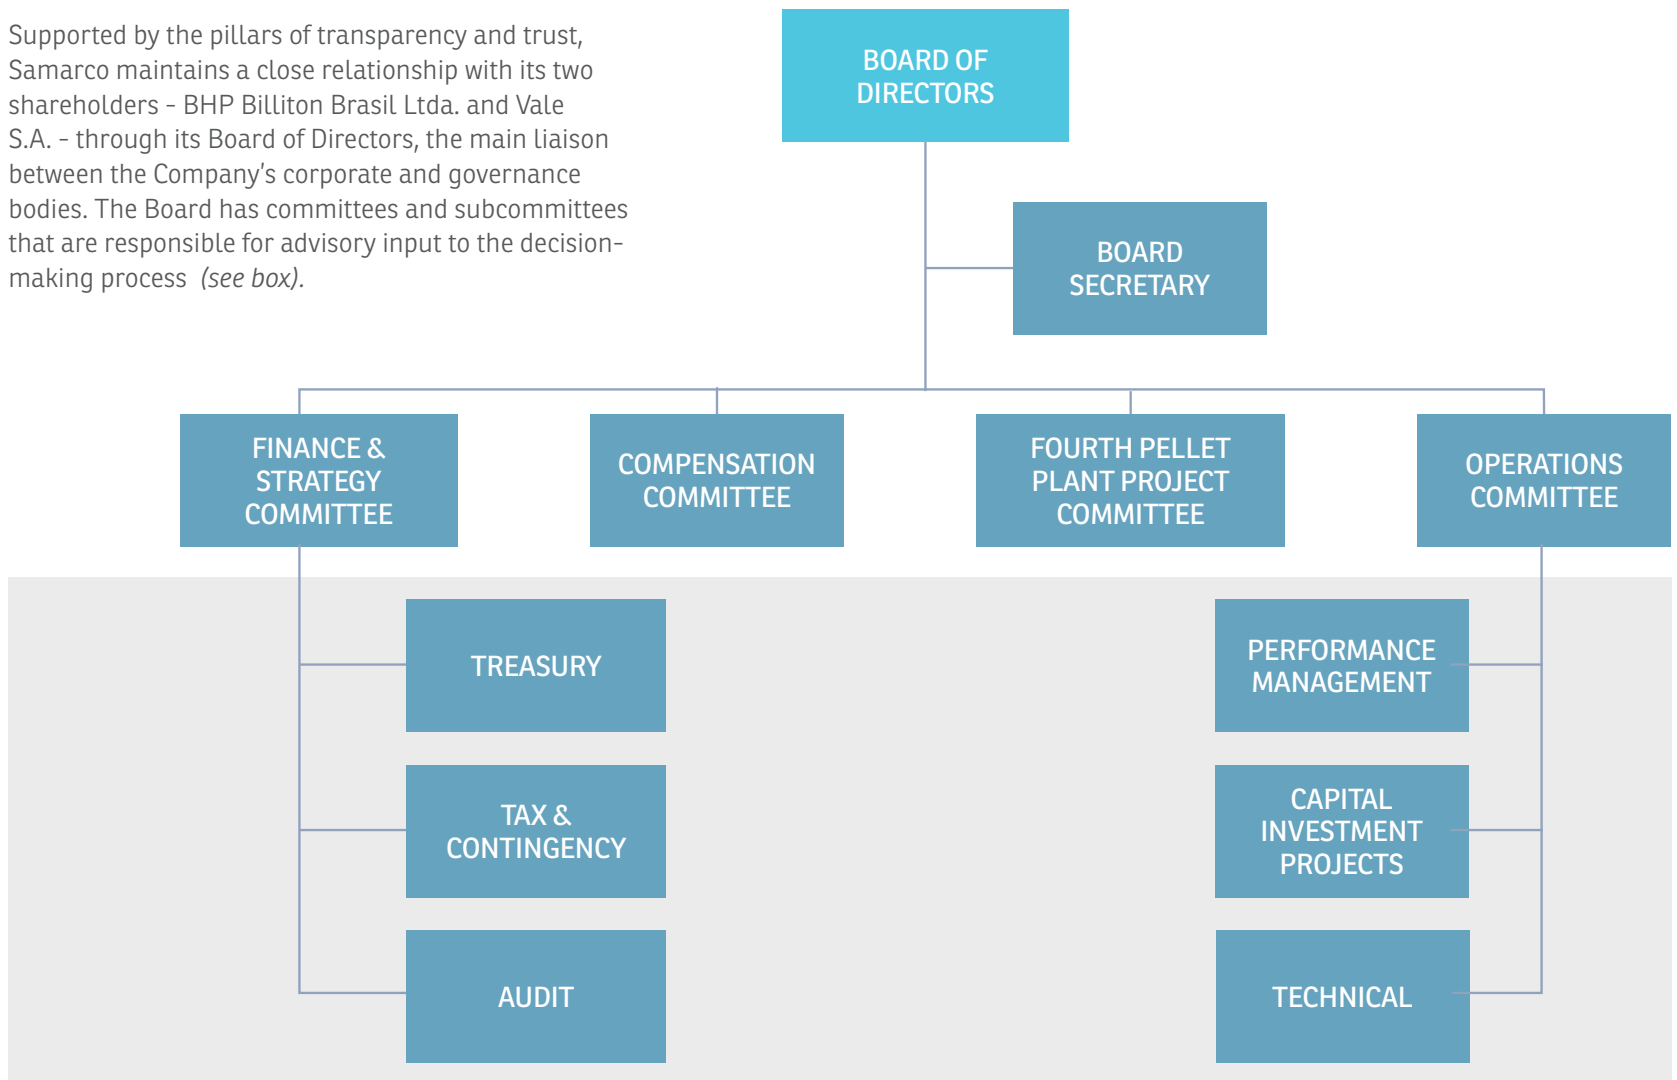 Supported by the pillars of transparency and trust,
Samarco maintains a close relationship with its two
shareholders - BHP Billiton Brasil Ltda. and Vale
S.A. - through its Board of Directors, the main liaison
between the Company's corporate and governance
bodies. The Board has committees and subcommittees
that are responsible for advisory input to the decision-
making process (see box).
BOARD OF
DIRECTORS
BOARD
SECRETARY
FINANCE &
STRATEGY
COMMITTEE
COMPENSATION
COMMITTEE
FOURTH PELLET
PLANT PROJECT
COMMITTEE
OPERATIONS
COMMITTEE
TREASURY
TAX &
CONTINGENCY
AUDIT
PERFORMANCE
MANAGEMENT
CAPITAL
INVESTMENT
PROJECTS
TECHNICAL